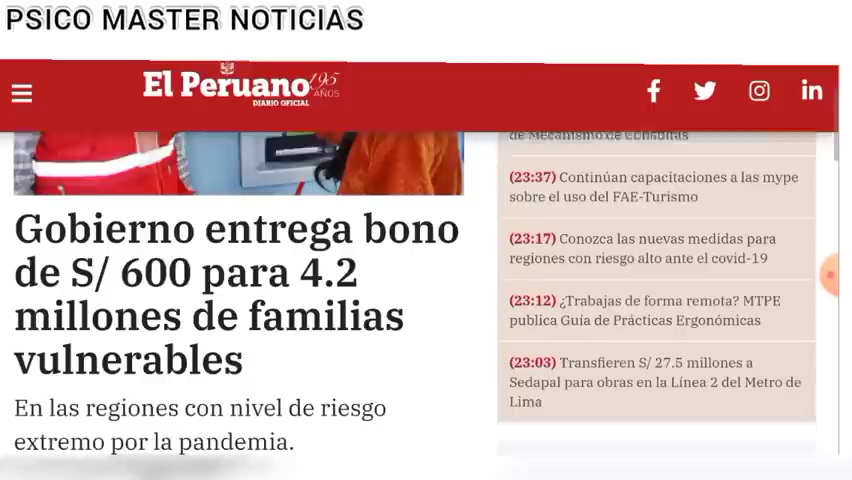 PSICO MASTER NOTICIAS
El Peruano
195
AÑOS
DIARIO OFICIAL
Gobierno entrega bono
de S/ 600 para 4.2
millones de familias
vulnerables
En las regiones con nivel de riesgo
extremo por la pandemia.
de Mecanismo de Consultas
(23:37) Continúan capacitaciones a las mype
sobre el uso del FAE-Turismo
(23:17) Conozca las nuevas medidas para
regiones con riesgo alto ante el covid-19
(23:12) ¿Trabajas de forma remota? MTPE
publica Guía de Prácticas Ergonómicas
(23:03) Transfieren S/ 27.5 millones a
Sedapal para obras en la Línea 2 del Metro de
Lima